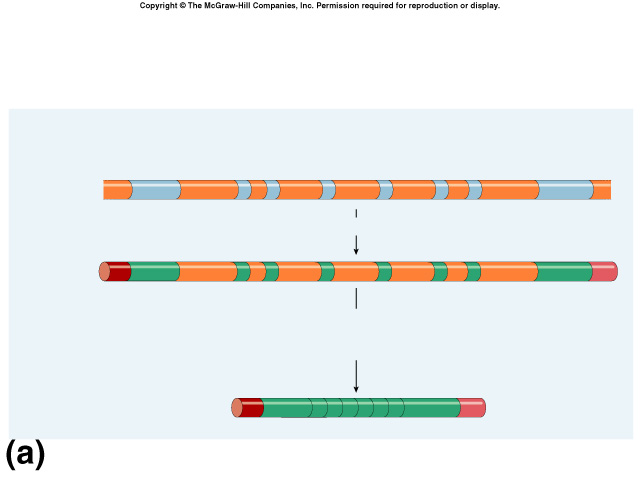 Copyright © The McGraw-Hill Companies, Inc. Permission required for reproduction or display.
(a)